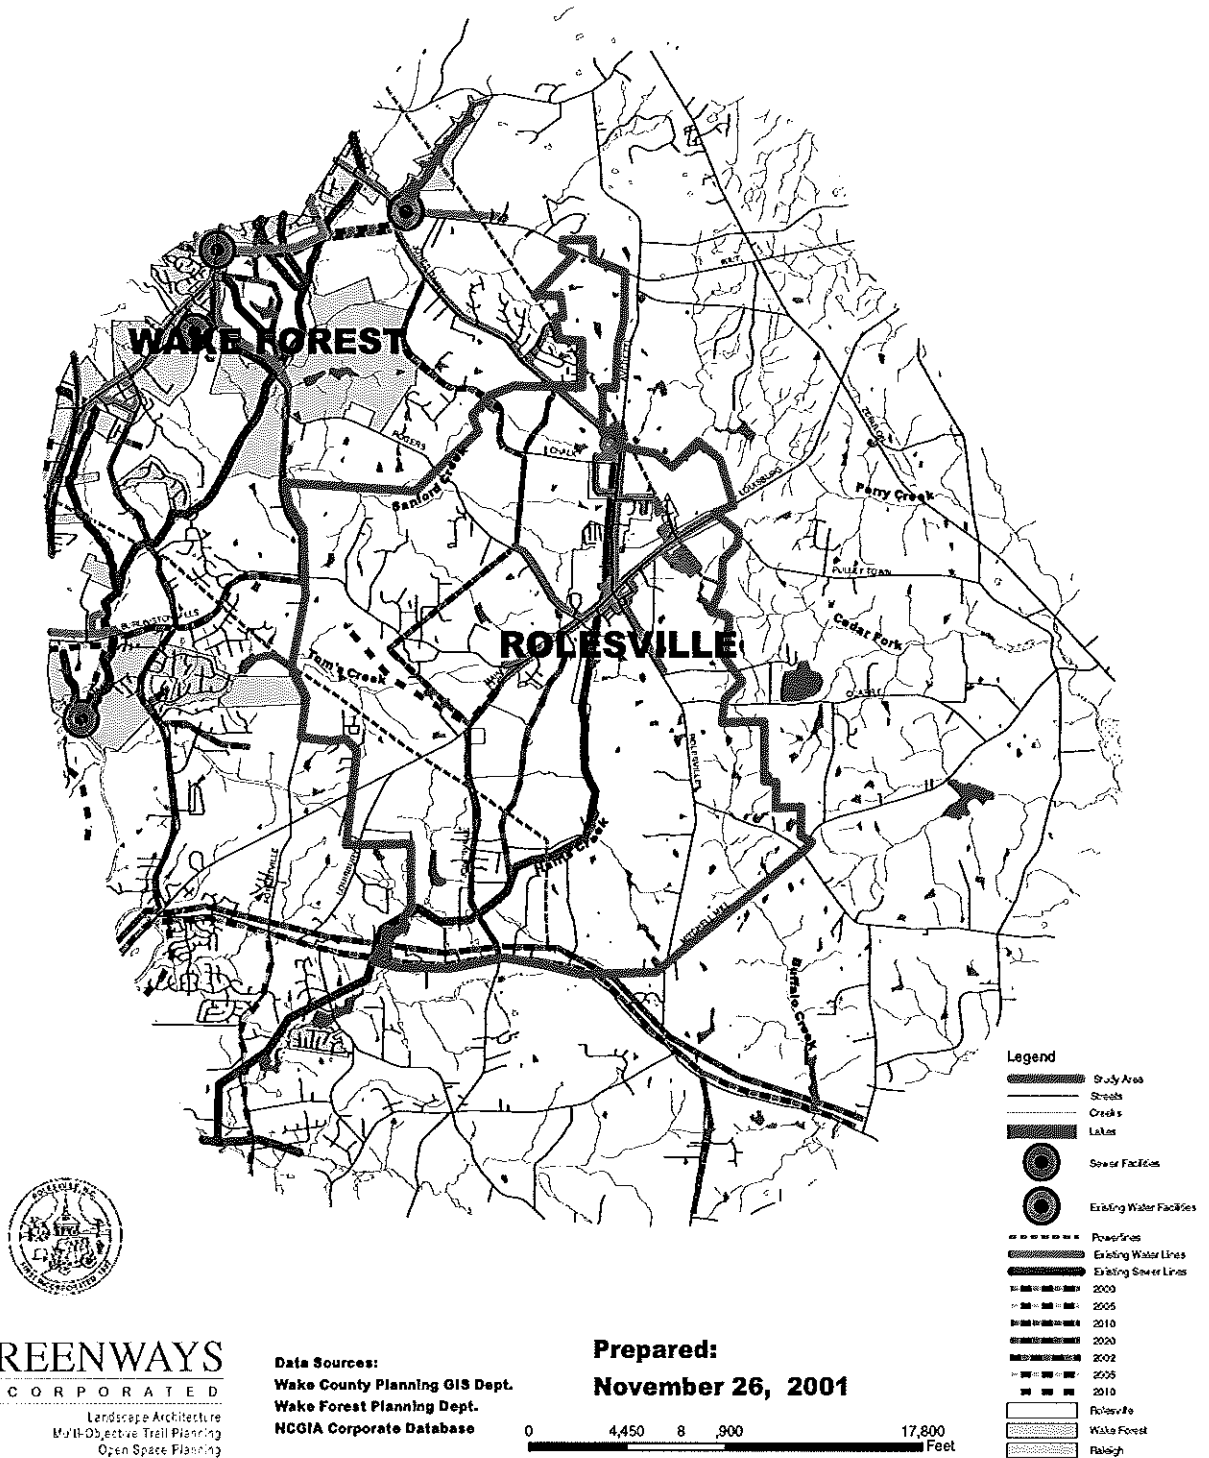 WAKE FOREST
ROGERS
CHALK
Sanford Creek
LOUISBURG
ZEBULON
Perry Creek
PULLEY TOWN
Cedar Fork
ROLESVILLE
Tom's Creek
ROLESVILLE
Harris Creek
MITCHELL MILL
Buffalo Creek
Legend
Study Area
Streets
Creeks
Lakes
Sewer Facilities
Existing Water Facilities
Powerlines
Existing Water Lines
Existing Sewer Lines
2000
2005
2010
2020
2002
2005
2010
Rolesville
Wake Forest
Raleigh
REENWAYS
CORPORATED
Landscape Architecture
Multi-Objective Trail Planning
Open Space Planning
Data Sources:
Wake County Planning GIS Dept.
Wake Forest Planning Dept.
NCGIA Corporate Database
Prepared:
November 26, 2001
0 4,450 8 ,900 17,800
Feet